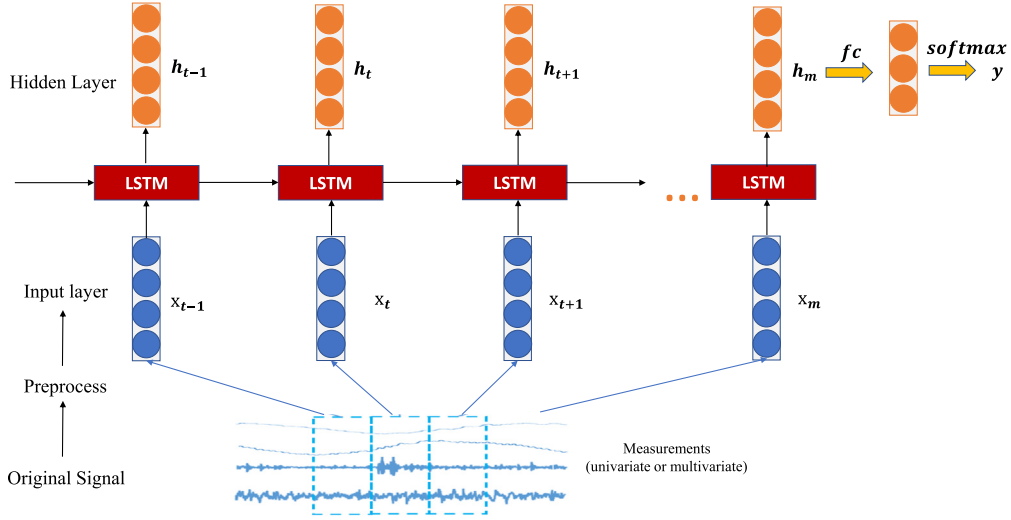 Hidden Layer
h_{t-1}
h_t
h_{t+1}
h_m
fc
softmax
y
LSTM
LSTM
LSTM
LSTM
Input layer
x_{t-1}
x_t
x_{t+1}
x_m
Preprocess
Original Signal
Measurements
(univariate or multivariate)